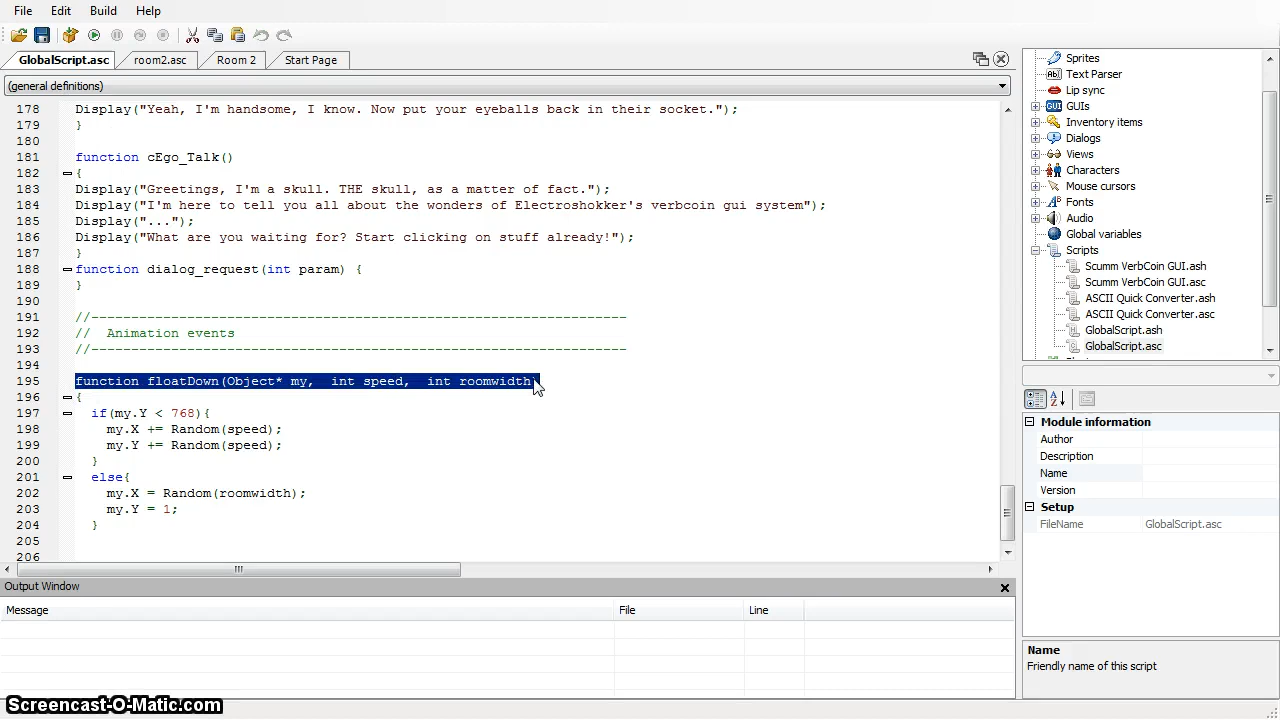 File Edit Build Help
GlobalScript.asc room2.asc Room 2 Start Page
(general definitions)
178 Display("Yeah, I'm handsome, I know. Now put your eyeballs back in their socket.");
179 }
180
181 function cEgo_Talk()
182 {
183 Display("Greetings, I'm a skull. THE skull, as a matter of fact.");
184 Display("I'm here to tell you all about the wonders of Electroshokker's verbcoin gui system");
185 Display("...");
186 Display("What are you waiting for? Start clicking on stuff already!");
187 }
188 function dialog_request(int param) {
189 }
190
191 //-------------------------------------------------------------------
192 //  Animation events
193 //-------------------------------------------------------------------
194
195 function floatDown(Object* my,  int speed,  int roomwidth)
196 {
197 if(my.Y < 768){
198 my.X += Random(speed);
199 my.Y += Random(speed);
200 }
201 else{
202 my.X = Random(roomwidth);
203 my.Y = 1;
204 }
205
206
Sprites
Text Parser
Lip sync
GUIs
Inventory items
Dialogs
Views
Characters
Mouse cursors
Fonts
Audio
Global variables
Scripts
Scumm VerbCoin GUI.ash
Scumm VerbCoin GUI.asc
ASCII Quick Converter.ash
ASCII Quick Converter.asc
GlobalScript.ash
GlobalScript.asc
Module information
Author
Description
Name
Version
Setup
FileName GlobalScript.asc
Output Window
Message File Line
Name
Friendly name of this script
Screencast-O-Matic.com